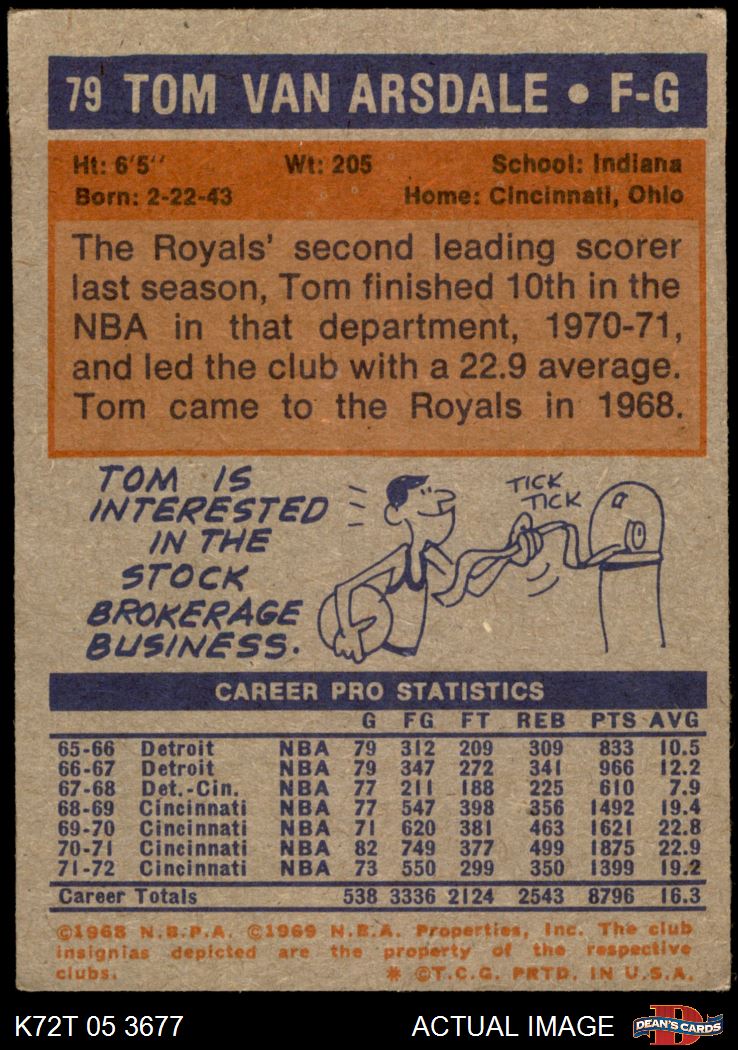 79 TOM VAN ARSDALE • F-G
Ht: 6'5'' Wt: 205 School: Indiana
Born: 2-22-43 Home: Cincinnati, Ohio
The Royals' second leading scorer
last season, Tom finished 10th in the
NBA in that department, 1970-71,
and led the club with a 22.9 average.
Tom came to the Royals in 1968.
TOM IS
INTERESTED
IN THE
STOCK
BROKERAGE
BUSINESS.
TICK
TICK
CAREER PRO STATISTICS
G FG FT REB PTS AVG
65-66 Detroit NBA 79 312 209 309 833 10.5
66-67 Detroit NBA 79 347 272 341 966 12.2
67-68 Det.-Cin. NBA 77 211 188 225 610 7.9
68-69 Cincinnati NBA 77 547 398 356 1492 19.4
69-70 Cincinnati NBA 71 620 381 463 1621 22.8
70-71 Cincinnati NBA 82 749 377 499 1875 22.9
71-72 Cincinnati NBA 73 550 299 350 1399 19.2
Career Totals 538 3336 2124 2543 8796 16.3
©1968 N.B.P.A. ©1969 N.B.A. Properties, Inc. The club
insignias depicted are the property of the respective
clubs. * ©T.C.G. PRTD. IN U.S.A.
K72T 05 3677 ACTUAL IMAGE DEAN'S CARDS